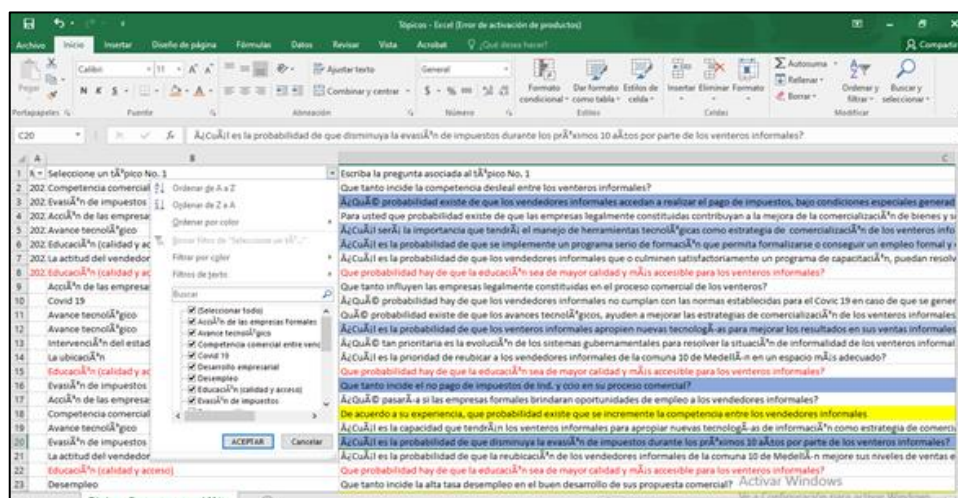 Tópicos - Excel (Error de activación de productos)
Archivo Inicio Insertar Diseño de página Fórmulas Datos Revisar Vista Acrobat ¿Qué desea hacer? Compartir
Calibri 11 Ajustar texto General Autosuma
Pegar N K S Combinar y centrar Formato condicional Dar formato como tabla Estilos de celda Insertar Eliminar Formato Rellenar Borrar Ordenar y filtrar Buscar y seleccionar
Portapapeles Fuente Alineación Número Estilos Celdas Modificar
C20 fx Â¿CuÃ¡l es la probabilidad de que disminuya la evasiÃ³n de impuestos durante los prÃ³ximos 10 aÃ±os por parte de los venteros informales?
A B C
1 Seleccione un tÃ³pico No. 1 Escriba la pregunta asociada al tÃ³pico No. 1
2 202 Competencia comercial Que tanto incide la competencia desleal entre los venteros informales?
3 202 EvasiÃ³n de impuestos Â¿QuÃ© probabilidad existe de que los vendedores informales accedan a realizar el pago de impuestos, bajo condiciones especiales generad
4 202 AcciÃ³n de las empresas Para usted que probabilidad existe de que las empresas legalmente constituidas contribuyan a la mejora de la comercializaciÃ³n de bienes y s
5 202 Avance tecnolÃ³gico Â¿CuÃ¡l serÃ¡ la importancia que tendrÃ¡ el manejo de herramientas tecnolÃ³gicas como estrategia de comercializaciÃ³n de los venteros info
6 202 EducaciÃ³n (calidad y ac Â¿CuÃ¡l es la probabilidad de que se implemente un programa serio de formaciÃ³n que permita formalizarse o conseguir un empleo formal y
7 202 La actitud del vendedor Â¿CuÃ¡l es la probabilidad de que los vendedores informales que o culminen satisfactoriamente un programa de capacitaciÃ³n, puedan resolv
8 202 EducaciÃ³n (calidad y ac Que probabilidad hay de que la educaciÃ³n sea de mayor calidad y mÃ¡s accesible para los venteros informales?
9 AcciÃ³n de las empresas Que tanto influyen las empresas legalmente constituidas en el proceso comercial de los venteros?
10 Covid 19 Â¿QuÃ© probabilidad hay de que los vendedores informales no cumplan con las normas establecidas para el Covic 19 en caso de que se gener
11 Avance tecnolÃ³gico QuÃ© probabilidad existe de que los avances tecnolÃ³gicos, ayuden a mejorar las estrategias de comercializaciÃ³n de los venteros informales
12 Avance tecnolÃ³gico Â¿CuÃ¡l es la probabilidad de que los venteros informales apropien nuevas tecnologÃ­as para mejorar los resultados en sus ventas informales
13 IntervenciÃ³n del estad Â¿QuÃ© tan prioritaria es la evoluciÃ³n de los sistemas gubernamentales para resolver la situaciÃ³n de informalidad de los venteros informal
14 La ubicaciÃ³n Â¿CuÃ¡l es la prioridad de reubicar a los vendedores informales de la comuna 10 de MedellÃ­n en un espacio mÃ¡s adecuado?
15 EducaciÃ³n (calidad y ac Que probabilidad hay de que la educaciÃ³n sea de mayor calidad y mÃ¡s accesible para los venteros informales?
16 EvasiÃ³n de impuestos Que tanto incide el no pago de impuestos de Ind. y ccio en su proceso comercial?
17 AcciÃ³n de las empresas Â¿QuÃ© pasarÃ­a si las empresas formales brindaran oportunidades de empleo a los vendedores informales?
18 Competencia comercial De acuerdo a su experiencia, que probabilidad existe que se incremente la competencia entre los vendedores informales
19 Avance tecnolÃ³gico Â¿CuÃ¡l es la capacidad que tendrÃ¡n los venteros informales para apropiar nuevas tecnologÃ­as de informaciÃ³n como estrategia de comerci
20 EvasiÃ³n de impuestos Â¿CuÃ¡l es la probabilidad de que disminuya la evasiÃ³n de impuestos durante los prÃ³ximos 10 aÃ±os por parte de los venteros informales?
21 La actitud del vendedor Â¿CuÃ¡l es la probabilidad de que la reubicaciÃ³n de los vendedores informales de la comuna 10 de MedellÃ­n mejore sus niveles de ventas e
22 EducaciÃ³n (calidad y acceso) Que probabilidad hay de que la educaciÃ³n sea de mayor calidad y mÃ¡s accesible para los venteros informales?
23 Desempleo Que tanto incide la alta tasa desempleo en el buen desarrollo de su propuesta comercial?
Ordenar de A a Z
Ordenar de Z a A
Ordenar por color
Borrar filtro de "Seleccione un tÃ³..."
Filtrar por color
Filtros de texto
Buscar
(Seleccionar todo)
AcciÃ³n de las empresas formales
Avance tecnolÃ³gico
Competencia comercial entre venc
Covid 19
Desarrollo empresarial
Desempleo
EducaciÃ³n (calidad y acceso)
EvasiÃ³n de impuestos
ACEPTAR Cancelar
Activar Windows